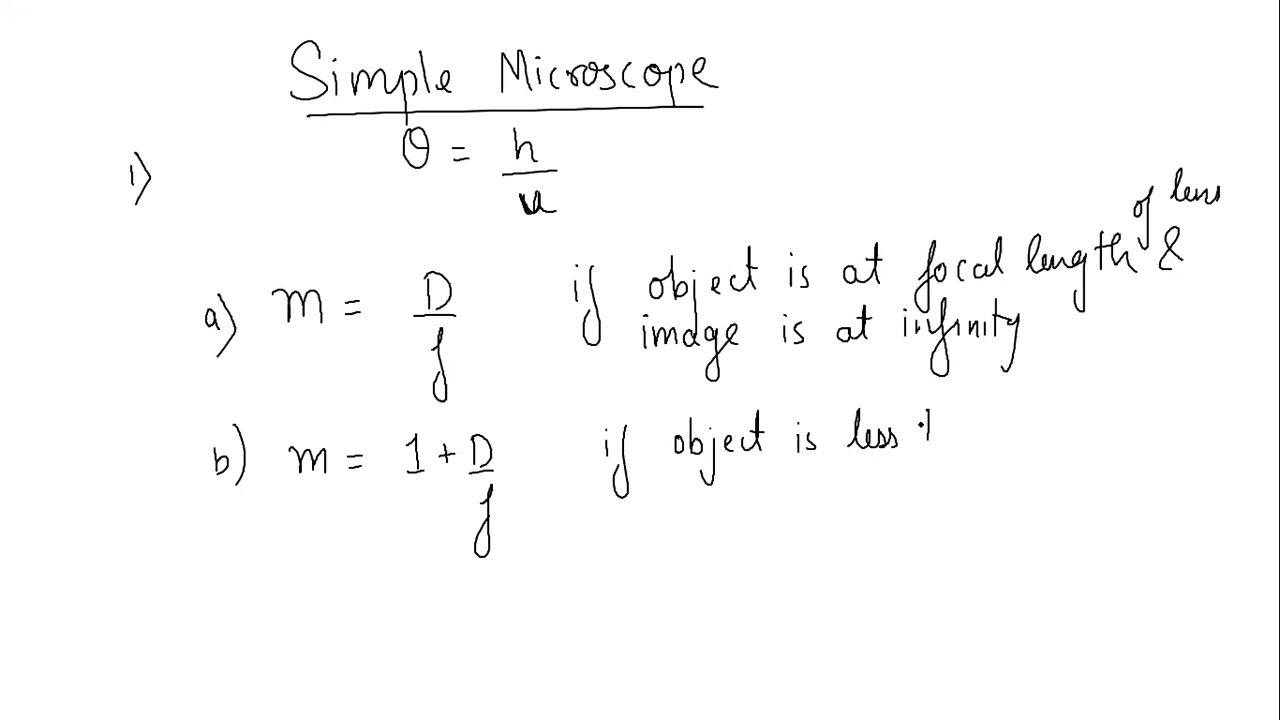 Simple Microscope
1) θ = h/u
of lens
a) m = D/f if object is at focal length &
image is at infinity
b) m = 1 + D/f if object is less